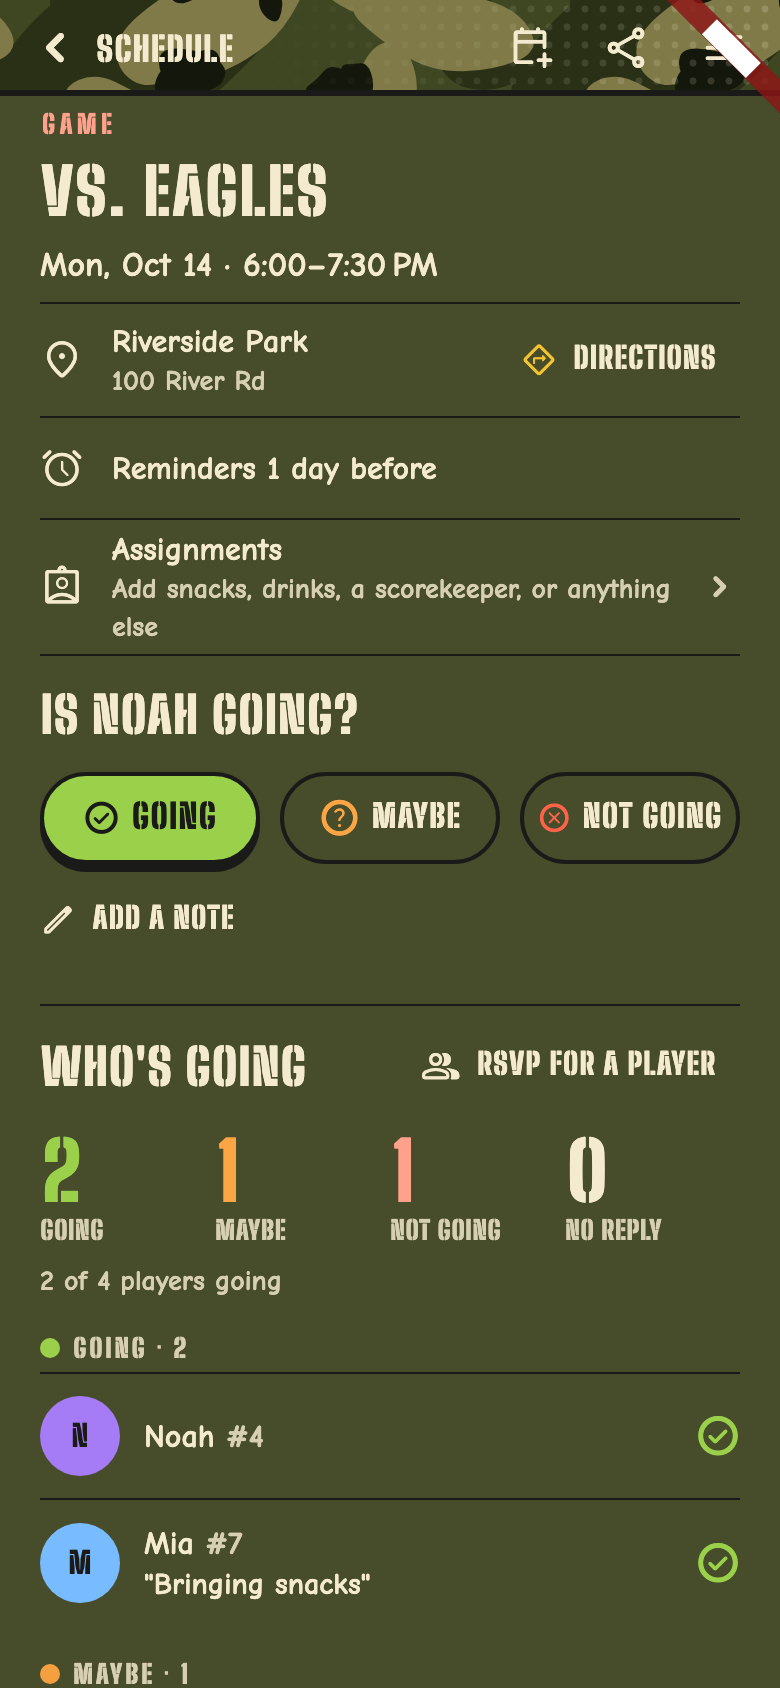 SCHEDULE
GAME
VS. EAGLES
Mon, Oct 14 · 6:00–7:30 PM
Riverside Park
100 River Rd
DIRECTIONS
Reminders 1 day before
Assignments
Add snacks, drinks, a scorekeeper, or anything
else
IS NOAH GOING?
GOING
MAYBE
NOT GOING
ADD A NOTE
WHO'S GOING
RSVP FOR A PLAYER
2
1
1
0
GOING
MAYBE
NOT GOING
NO REPLY
2 of 4 players going
GOING · 2
N
Noah #4
M
Mia #7
"Bringing snacks"
MAYBE · 1